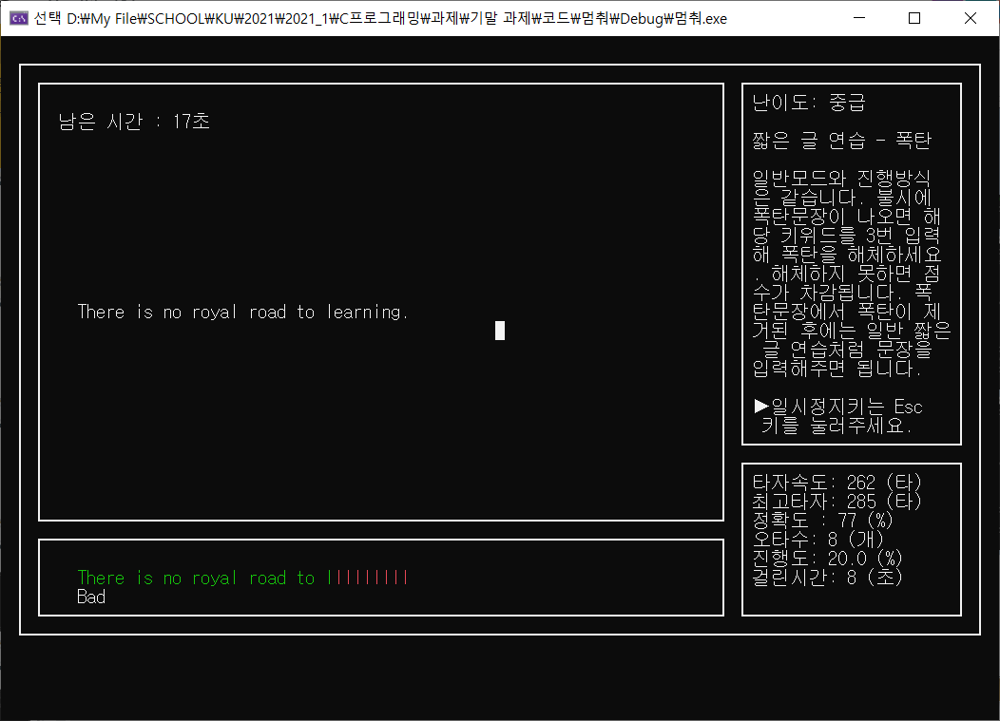 선택 D:₩My File₩SCHOOL₩KU₩2021₩2021_1₩C프로그래밍₩과제₩기말 과제₩코드₩멈춰₩Debug₩멈춰.exe
남은 시간 : 17초
There is no royal road to learning.
There is no royal road to lllllllll
Bad
난이도: 중급
짧은 글 연습 - 폭탄
일반모드와 진행방식
은 같습니다. 불시에
폭탄문장이 나오면 해
당 키워드를 3번 입력
해 폭탄을 해체하세요
. 해체하지 못하면 점
수가 차감됩니다. 폭
탄문장에서 폭탄이 제
거된 후에는 일반 짧은
글 연습처럼 문장을
입력해주면 됩니다.
▶일시정지키는 Esc
키를 눌러주세요.
타자속도: 262 (타)
최고타자: 285 (타)
정확도 : 77 (%)
오타수: 8 (개)
진행도: 20.0 (%)
걸린시간: 8 (초)